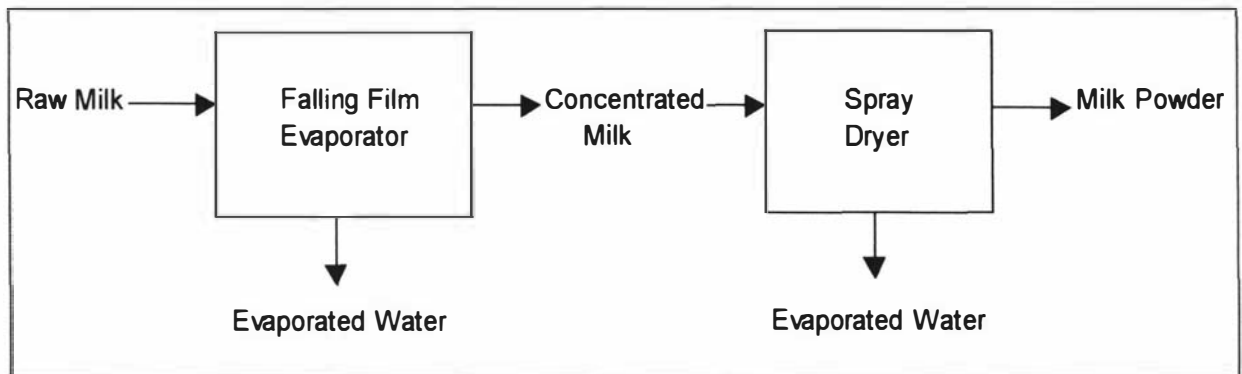 Raw Milk
Falling Film
Evaporator
Concentrated
Milk
Spray
Dryer
Milk Powder
Evaporated Water
Evaporated Water